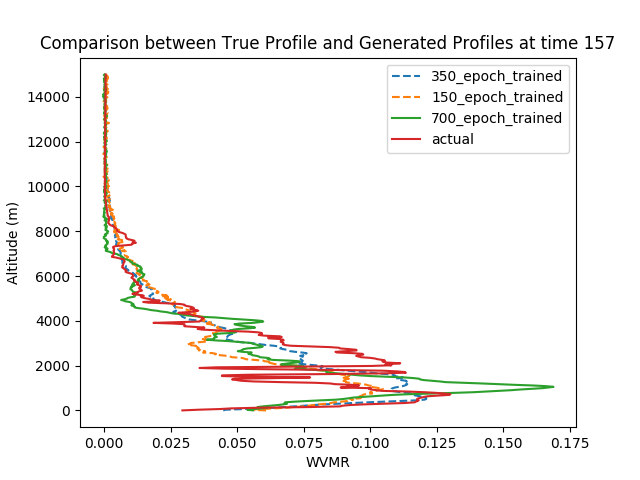 Comparison between True Profile and Generated Profiles at time 157
350_epoch_trained
150_epoch_trained
700_epoch_trained
actual
14000
12000
10000
8000
6000
4000
2000
0
Altitude (m)
0.000 0.025 0.050 0.075 0.100 0.125 0.150 0.175
WVMR